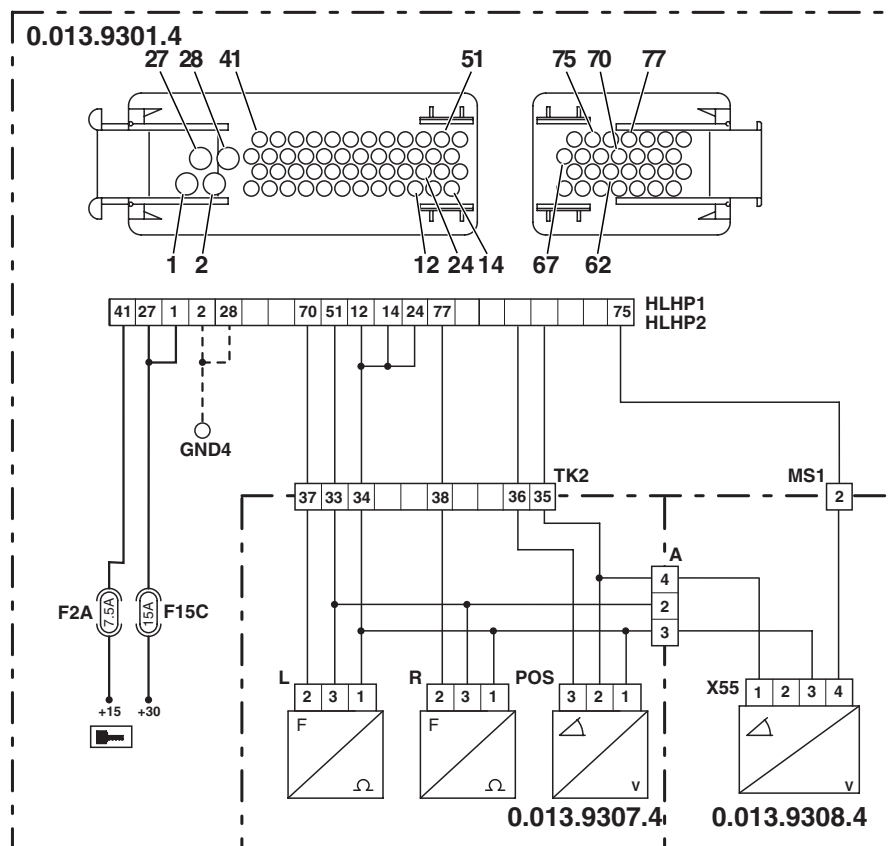 0.013.9301.4
27 28 41 51 75 70 77
1 2 12 24 14 67 62
41 27 1 2 28 70 51 12 14 24 77 75 HLHP1
HLHP2
GND4
37 33 34 38 36 35 TK2
MS1 2
A
4
2
3
F2A 7.5A 15A F15C
L 2 3 1 R 2 3 1 POS 3 2 1 X55 1 2 3 4
+15 +30
F Ω F Ω v v
0.013.9307.4 0.013.9308.4